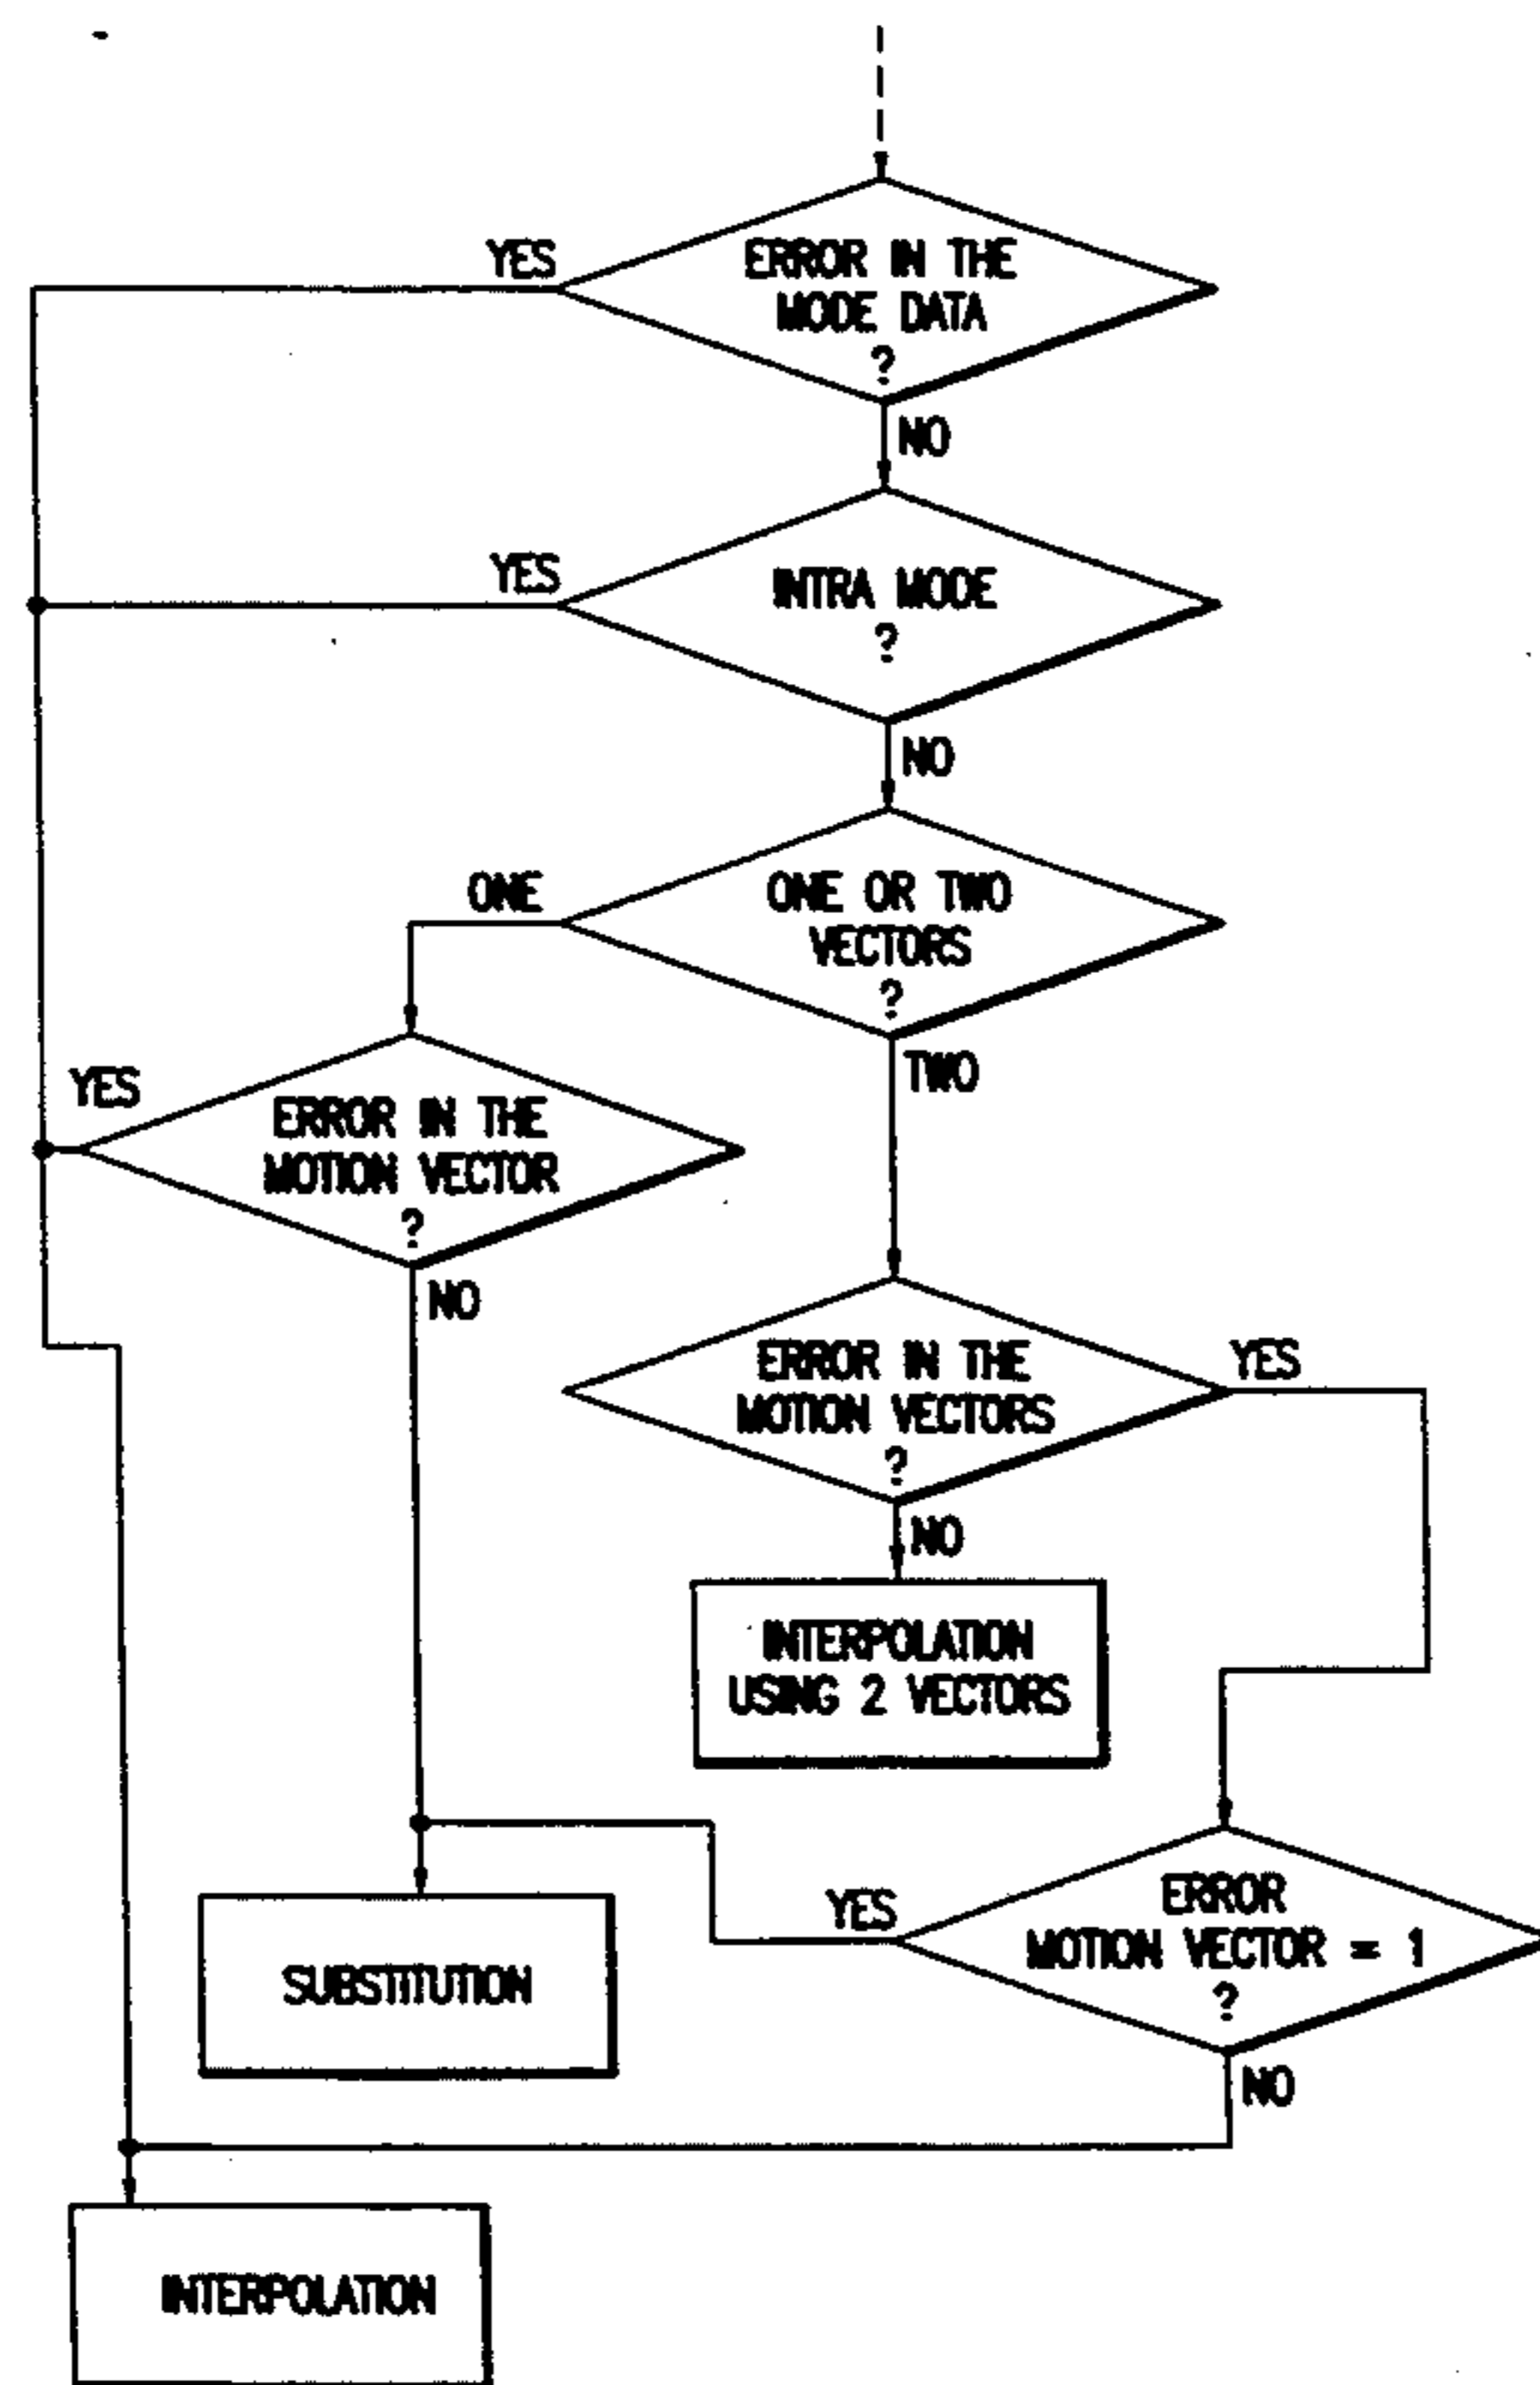 YES
ERROR IN THE
MODE DATA
?
NO
YES
INTRA MODE
?
NO
ONE
ONE OR TWO
VECTORS
?
TWO
YES
ERROR IN THE
MOTION VECTOR
?
NO
ERROR IN THE
MOTION VECTORS
?
YES
NO
INTERPOLATION
USING 2 VECTORS
YES
ERROR
MOTION VECTOR = 1
?
NO
SUBSTITUTION
INTERPOLATION